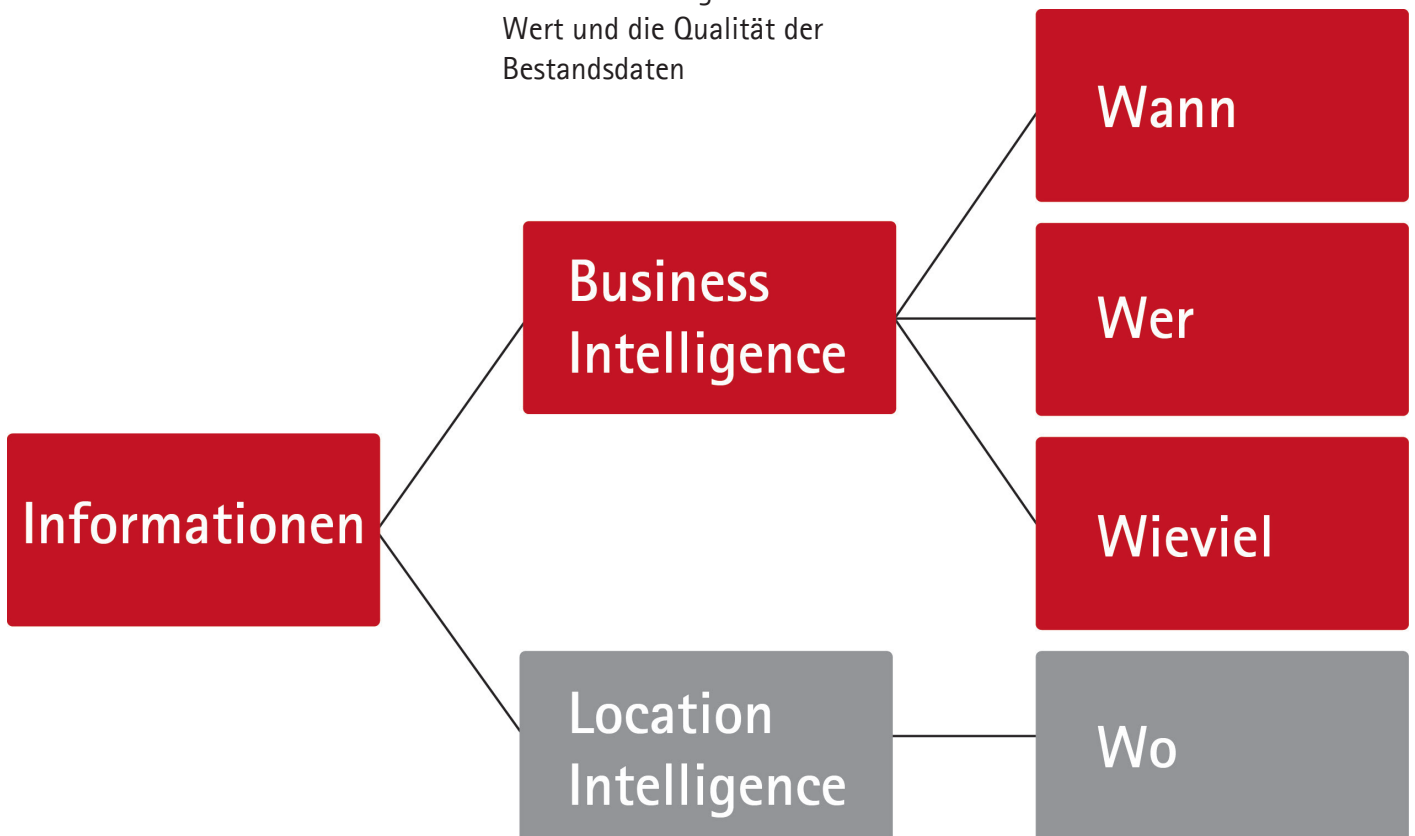 Wert und die Qualität der
Bestandsdaten
Informationen
Business
Intelligence
Location
Intelligence
Wann
Wer
Wieviel
Wo